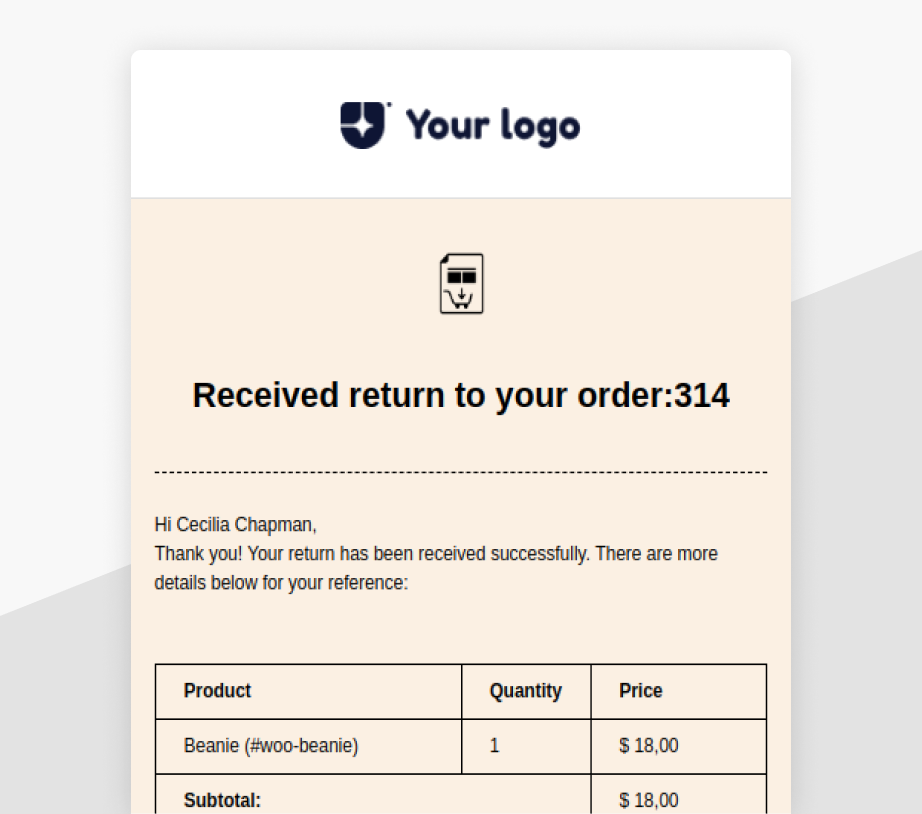 Your logo
Received return to your order:314
Hi Cecilia Chapman,
Thank you! Your return has been received successfully. There are more
details below for your reference:
Product Quantity Price
Beanie (#woo-beanie) 1 $ 18,00
Subtotal: $ 18,00